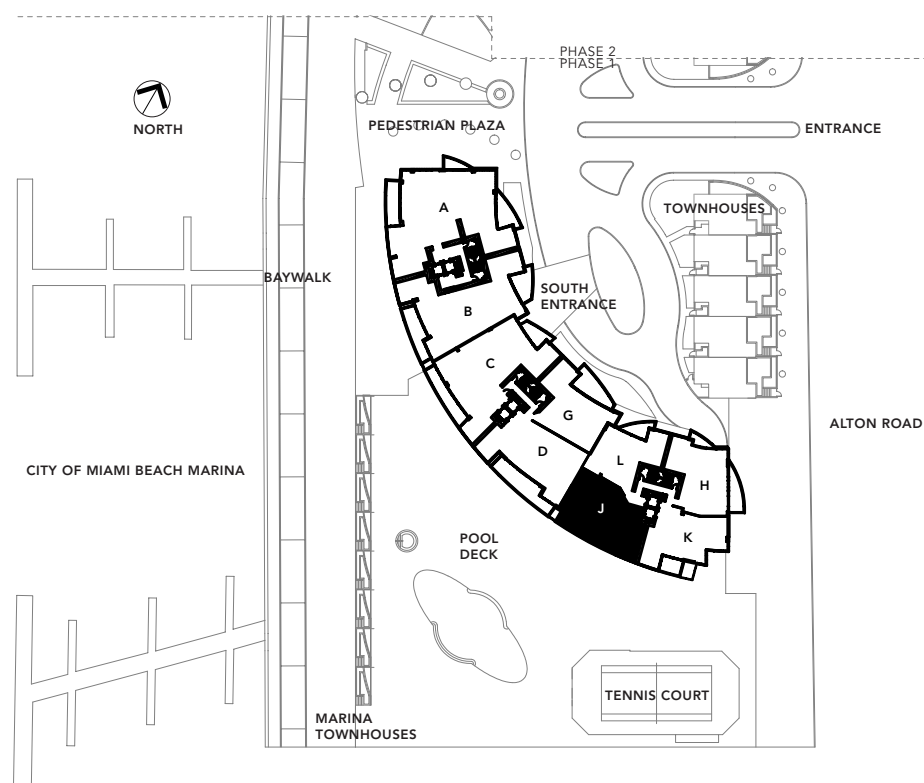 PHASE 2
PHASE 1
NORTH
PEDESTRIAN PLAZA
ENTRANCE
A
TOWNHOUSES
BAYWALK
SOUTH
ENTRANCE
B
C
G
ALTON ROAD
D
L
H
CITY OF MIAMI BEACH MARINA
J
K
POOL
DECK
TENNIS COURT
MARINA
TOWNHOUSES